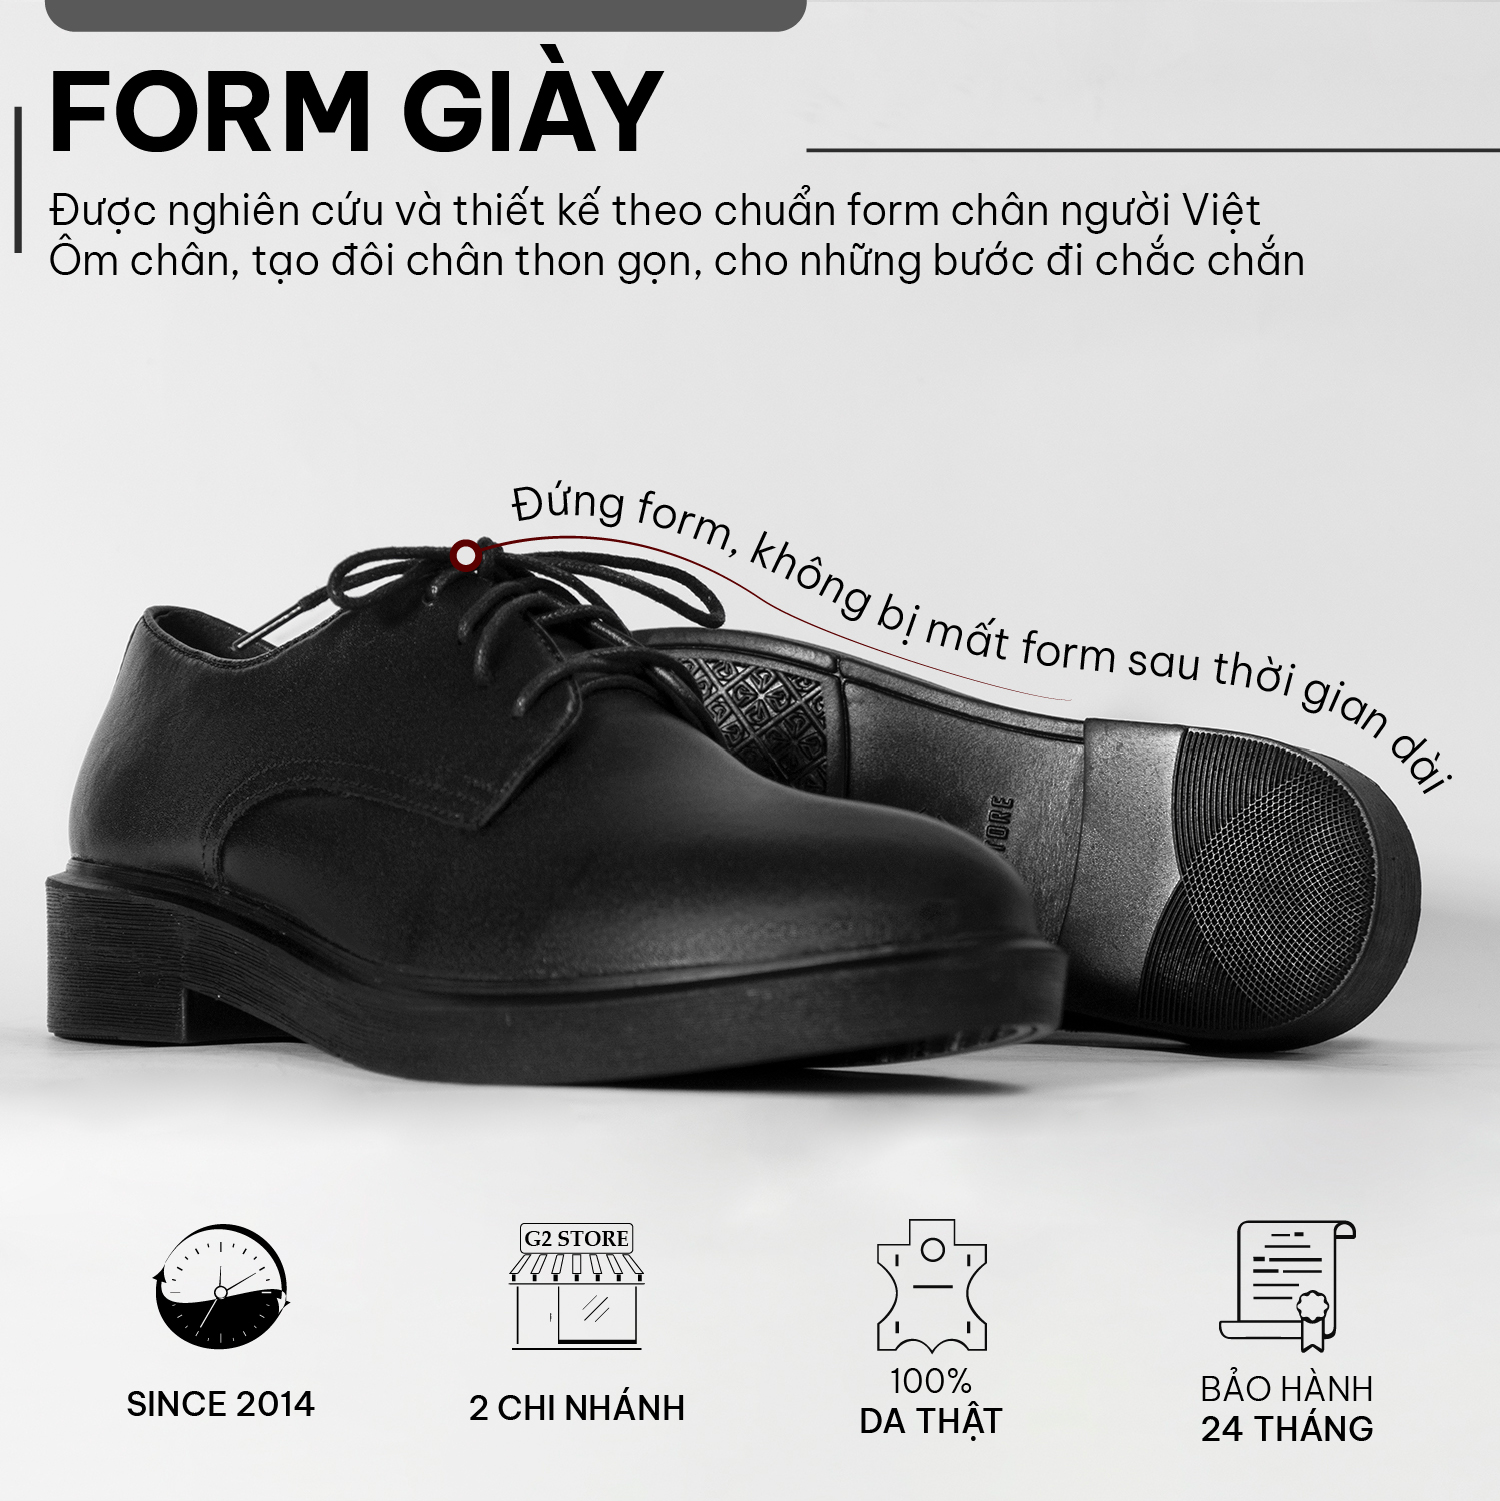 FORM GIÀY
Được nghiên cứu và thiết kế theo chuẩn form chân người Việt
Ôm chân, tạo đôi chân thon gọn, cho những bước đi chắc chắn
Đứng form, không bị mất form sau thời gian dài
TORE
G2 STORE
SINCE 2014
2 CHI NHÁNH
100%
DA THẬT
BẢO HÀNH
24 THÁNG